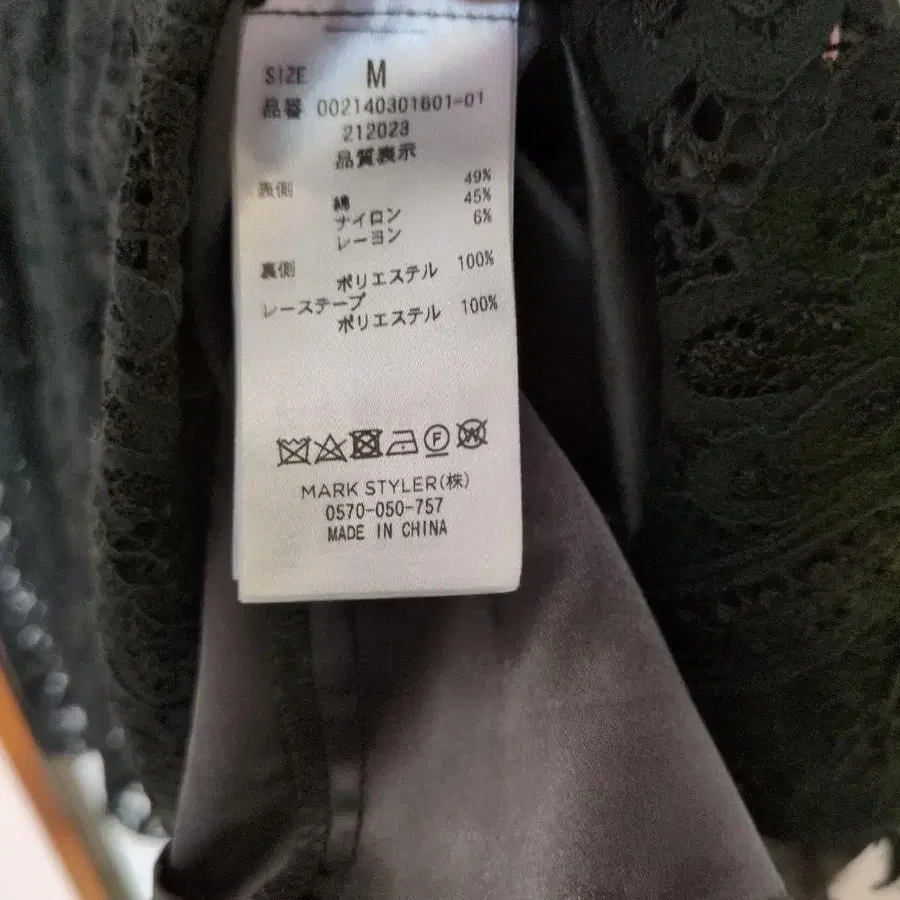 SIZE M
品番 002140301601-01
212023
品質表示
表側 綿 49%
ナイロン 45%
レーヨン 6%
裏側 ポリエステル 100%
レーステープ
ポリエステル 100%
MARK STYLER(株)
0570-050-757
MADE IN CHINA